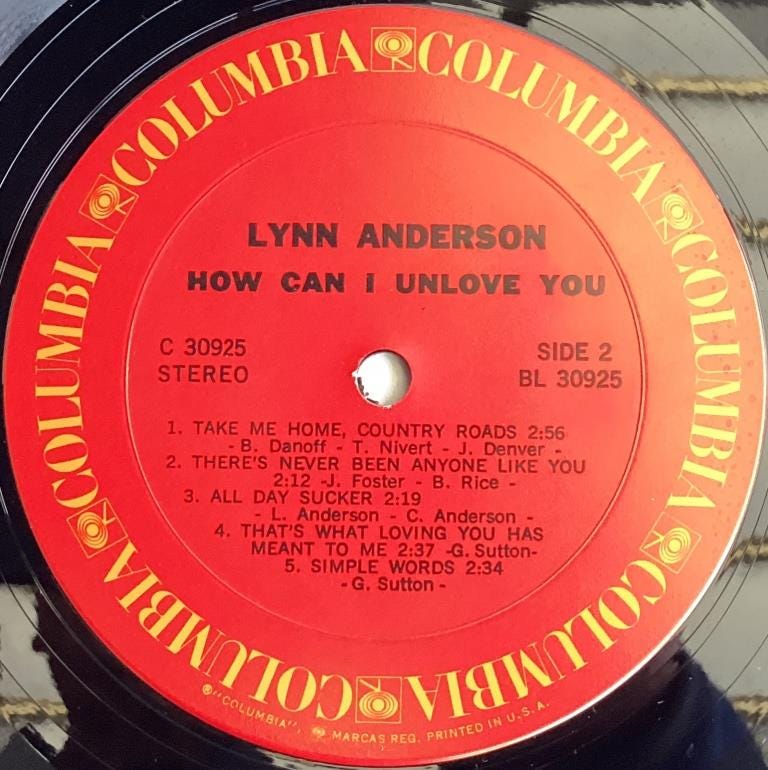 COLUMBIA COLUMBIA COLUMBIA COLUMBIA COLUMBIA COLUMBIA COLUMBIA COLUMBIA
LYNN ANDERSON
HOW CAN I UNLOVE YOU
C 30925
STEREO
SIDE 2
BL 30925
1. TAKE ME HOME, COUNTRY ROADS 2:56
- B. Danoff - T. Nivert - J. Denver -
2. THERE'S NEVER BEEN ANYONE LIKE YOU
2:12 -J. Foster - B. Rice -
3. ALL DAY SUCKER 2:19
- L. Anderson - C. Anderson -
4. THAT'S WHAT LOVING YOU HAS
MEANT TO ME 2:37 -G. Sutton-
5. SIMPLE WORDS 2:34
- G. Sutton -
®"COLUMBIA", MARCAS REG. PRINTED IN U.S.A.